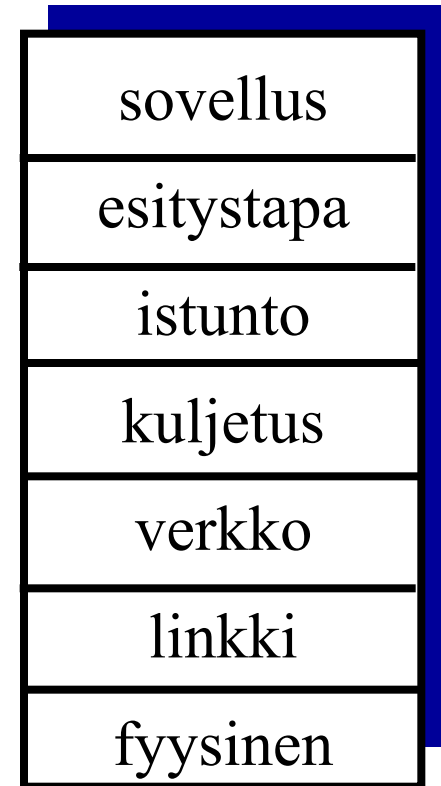 sovellus
esitystapa
istunto
kuljetus
verkko
linkki
fyysinen